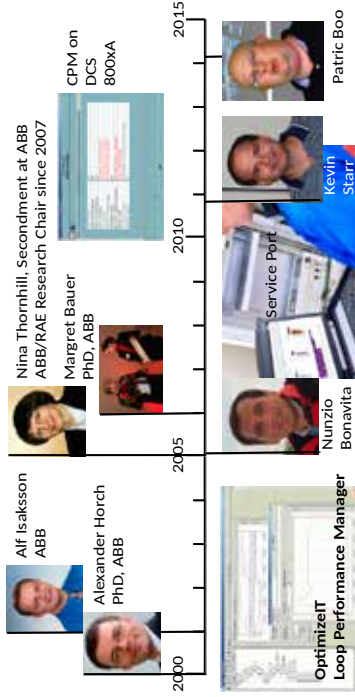 Alf Isaksson
ABB
Alexander Horch
PhD, ABB
Nina Thornhill, Secondment at ABB
ABB/RAE Research Chair since 2007
Margret Bauer
PhD, ABB
CPM on
DCS
800xA
2000
2005
2010
2015
OptimizeIT
Loop Performance Manager
Nunzio
Bonavita
Service Port
Kevin
Starr
Patric Boo